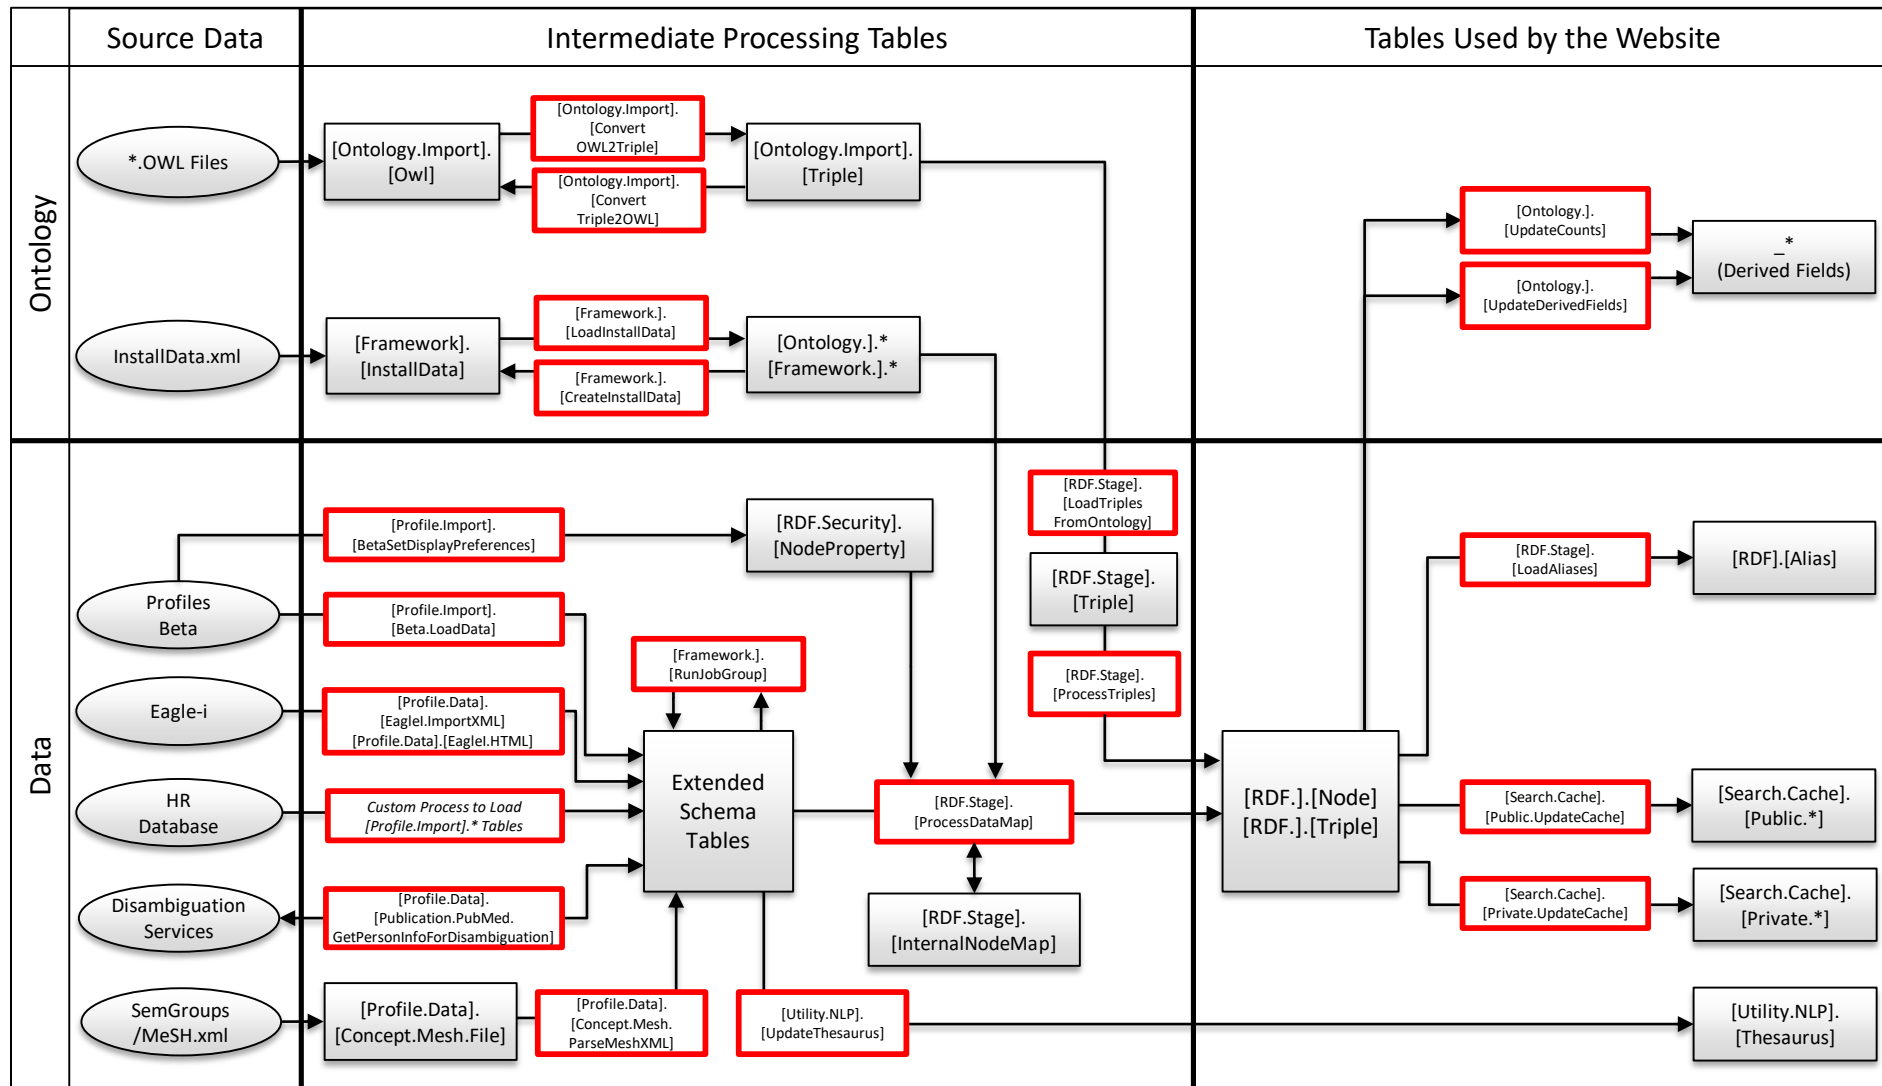 Source Data
Intermediate Processing Tables
Tables Used by the Website
Ontology
*.OWL Files
[Ontology.Import].
[Owl]
[Ontology.Import].
[Convert
OWL2Triple]
[Ontology.Import].
[Convert
Triple2OWL]
[Ontology.Import].
[Triple]
[Ontology.].
[UpdateCounts]
[Ontology.].
[UpdateDerivedFields]
_*
(Derived Fields)
InstallData.xml
[Framework].
[InstallData]
[Framework.].
[LoadInstallData]
[Framework.].
[CreateInstallData]
[Ontology.].*
[Framework.].*
Data
Profiles
Beta
[Profile.Import].
[BetaSetDisplayPreferences]
[RDF.Security].
[NodeProperty]
[Profile.Import].
[Beta.LoadData]
[RDF.Stage].
[LoadTriples
FromOntology]
[RDF.Stage].
[Triple]
[RDF.Stage].
[ProcessTriples]
[RDF.Stage].
[LoadAliases]
[RDF].[Alias]
[Framework.].
[RunJobGroup]
Eagle-i
[Profile.Data].
[EagleI.ImportXML]
[Profile.Data].[EagleI.HTML]
HR
Database
Custom Process to Load
[Profile.Import].* Tables
Extended
Schema
Tables
[RDF.Stage].
[ProcessDataMap]
[RDF.].[Node]
[RDF.].[Triple]
[Search.Cache].
[Public.UpdateCache]
[Search.Cache].
[Public.*]
Disambiguation
Services
[Profile.Data].
[Publication.PubMed.
GetPersonInfoForDisambiguation]
[RDF.Stage].
[InternalNodeMap]
[Search.Cache].
[Private.UpdateCache]
[Search.Cache].
[Private.*]
SemGroups
/MeSH.xml
[Profile.Data].
[Concept.Mesh.File]
[Profile.Data].
[Concept.Mesh.
ParseMeshXML]
[Utility.NLP].
[UpdateThesaurus]
[Utility.NLP].
[Thesaurus]